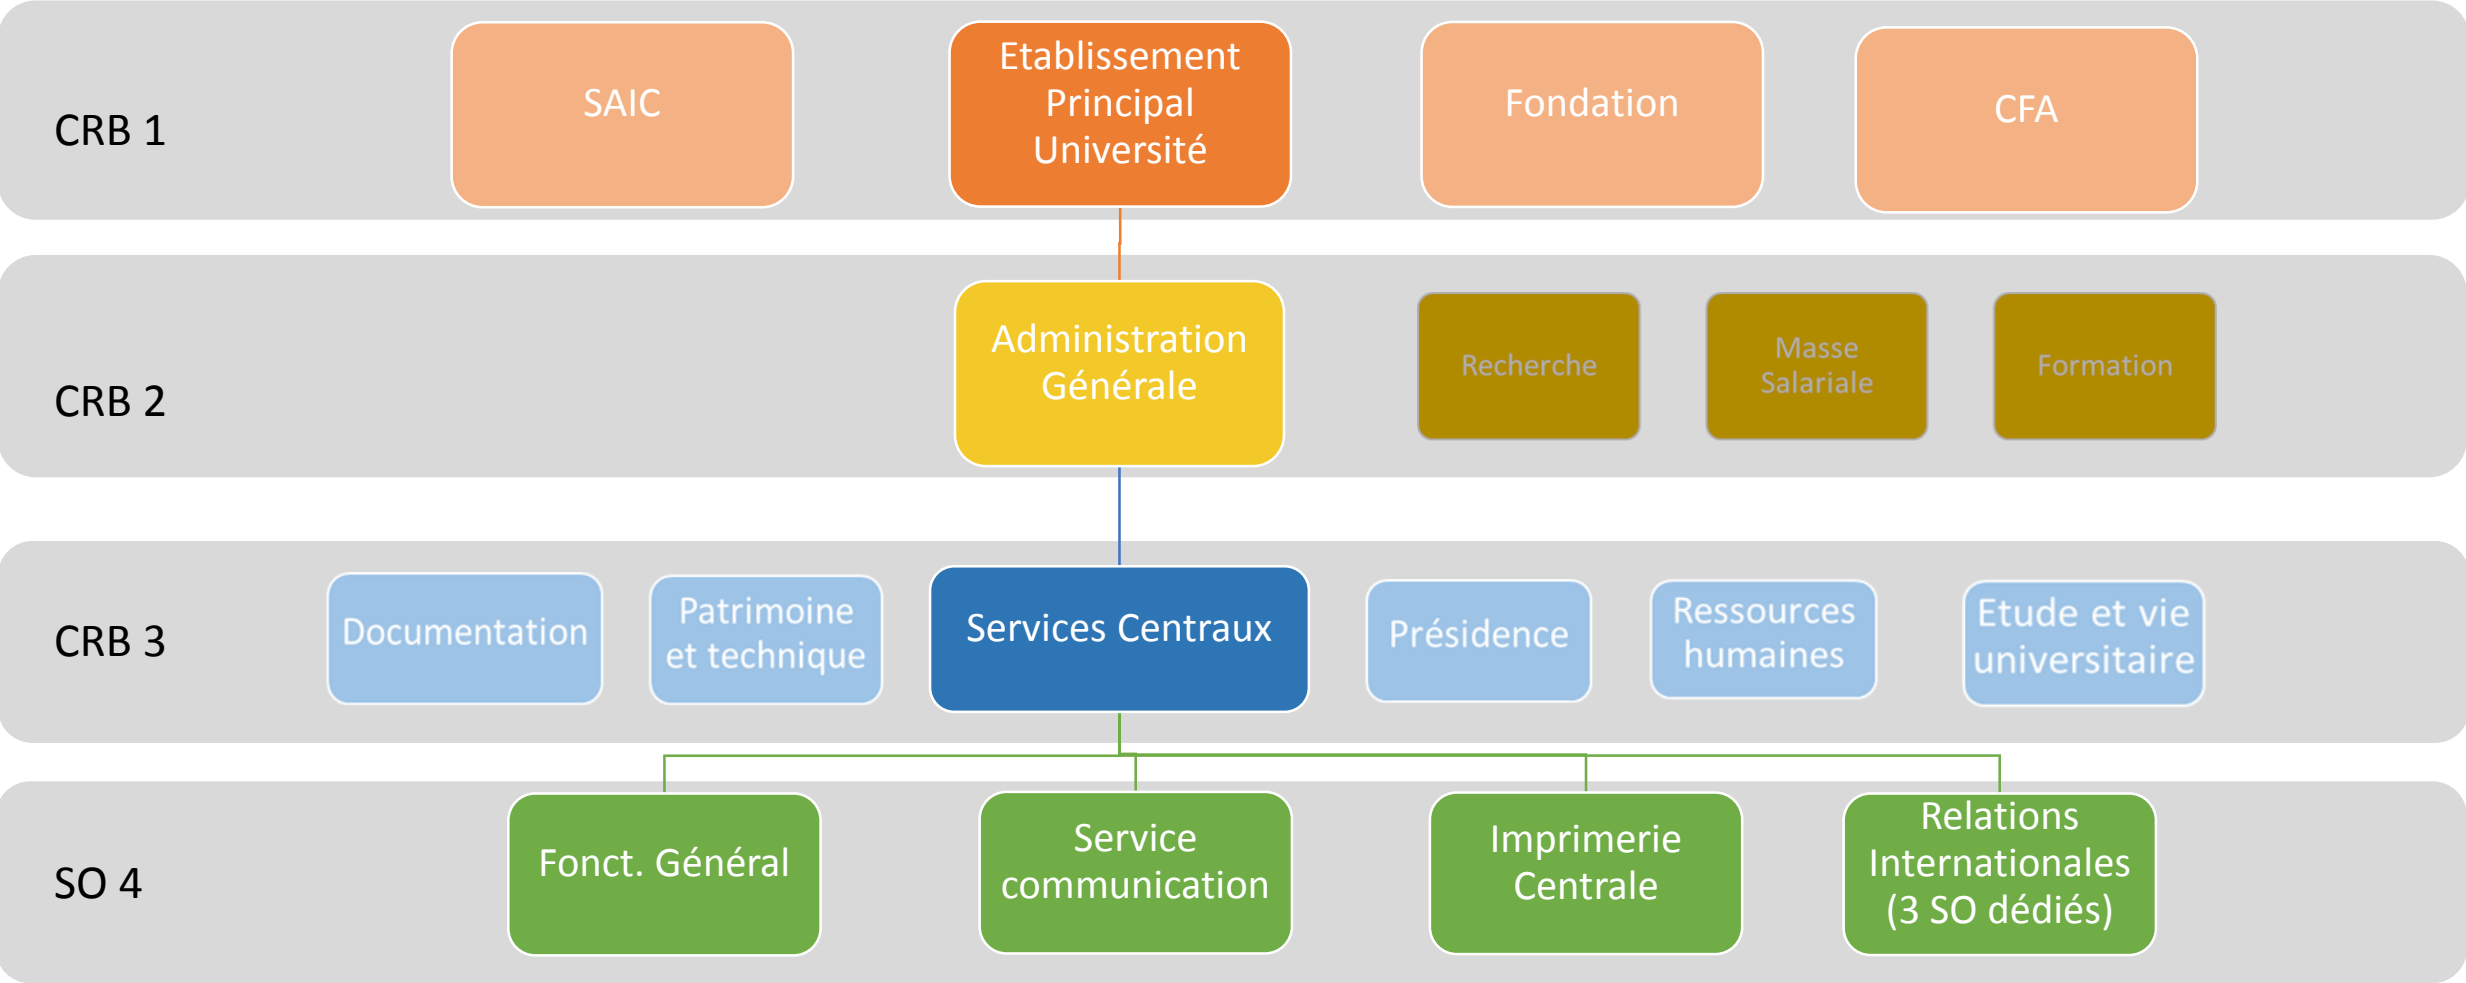 CRB 1
SAIC
Etablissement
Principal
Université
Fondation
CFA
CRB 2
Administration
Générale
Recherche
Masse
Salariale
Formation
CRB 3
Documentation
Patrimoine
et technique
Services Centraux
Présidence
Ressources
humaines
Etude et vie
universitaire
SO 4
Fonct. Général
Service
communication
Imprimerie
Centrale
Relations
Internationales
(3 SO dédiés)